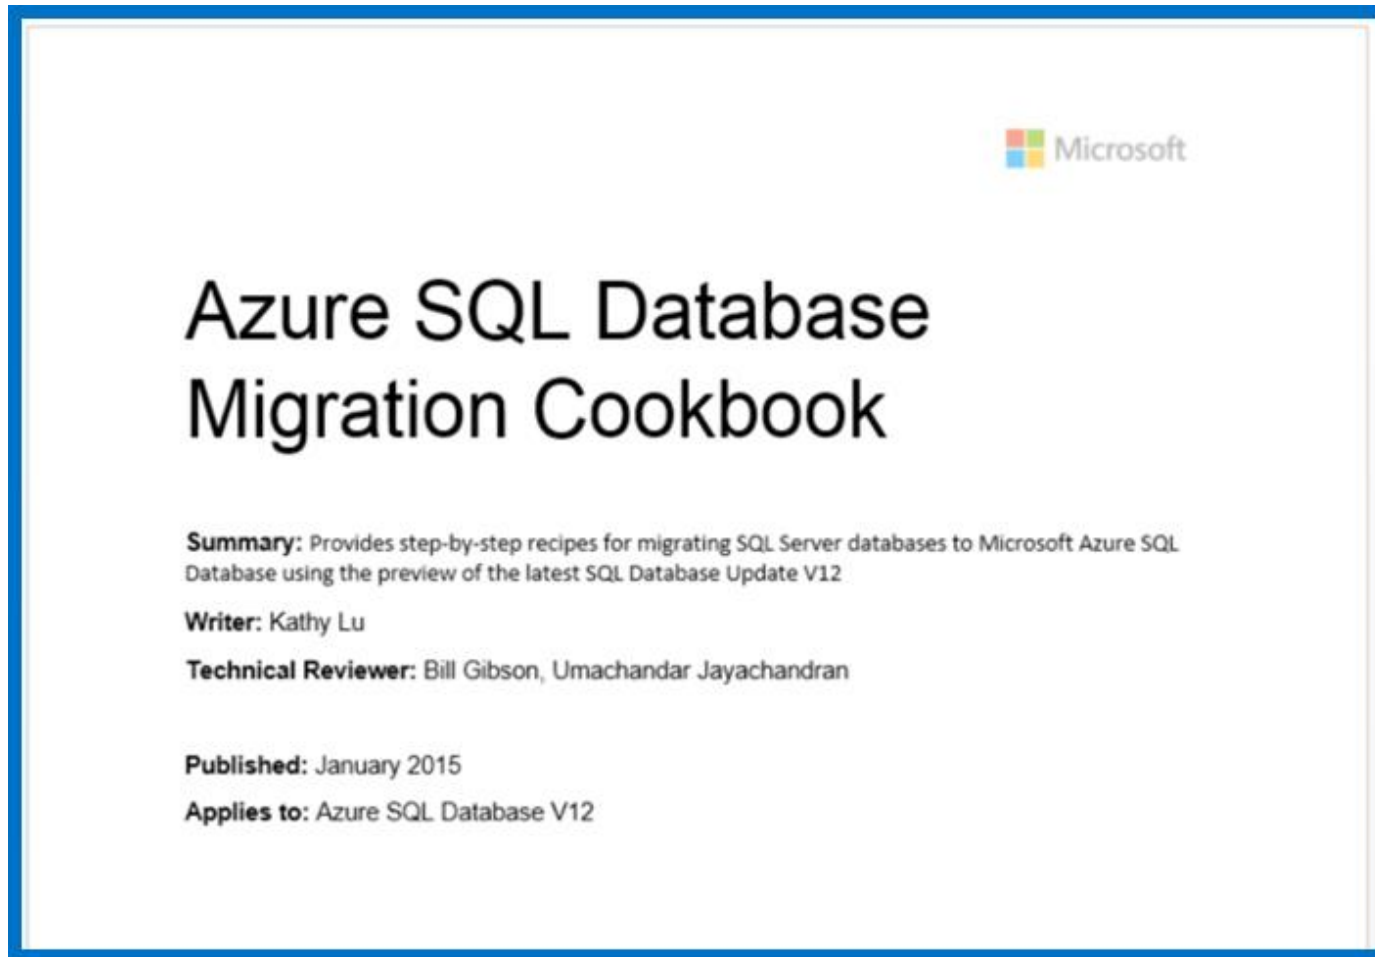 Microsoft
Azure SQL Database
Migration Cookbook
Summary: Provides step-by-step recipes for migrating SQL Server databases to Microsoft Azure SQL
Database using the preview of the latest SQL Database Update V12
Writer: Kathy Lu
Technical Reviewer: Bill Gibson, Umachandar Jayachandran
Published: January 2015
Applies to: Azure SQL Database V12